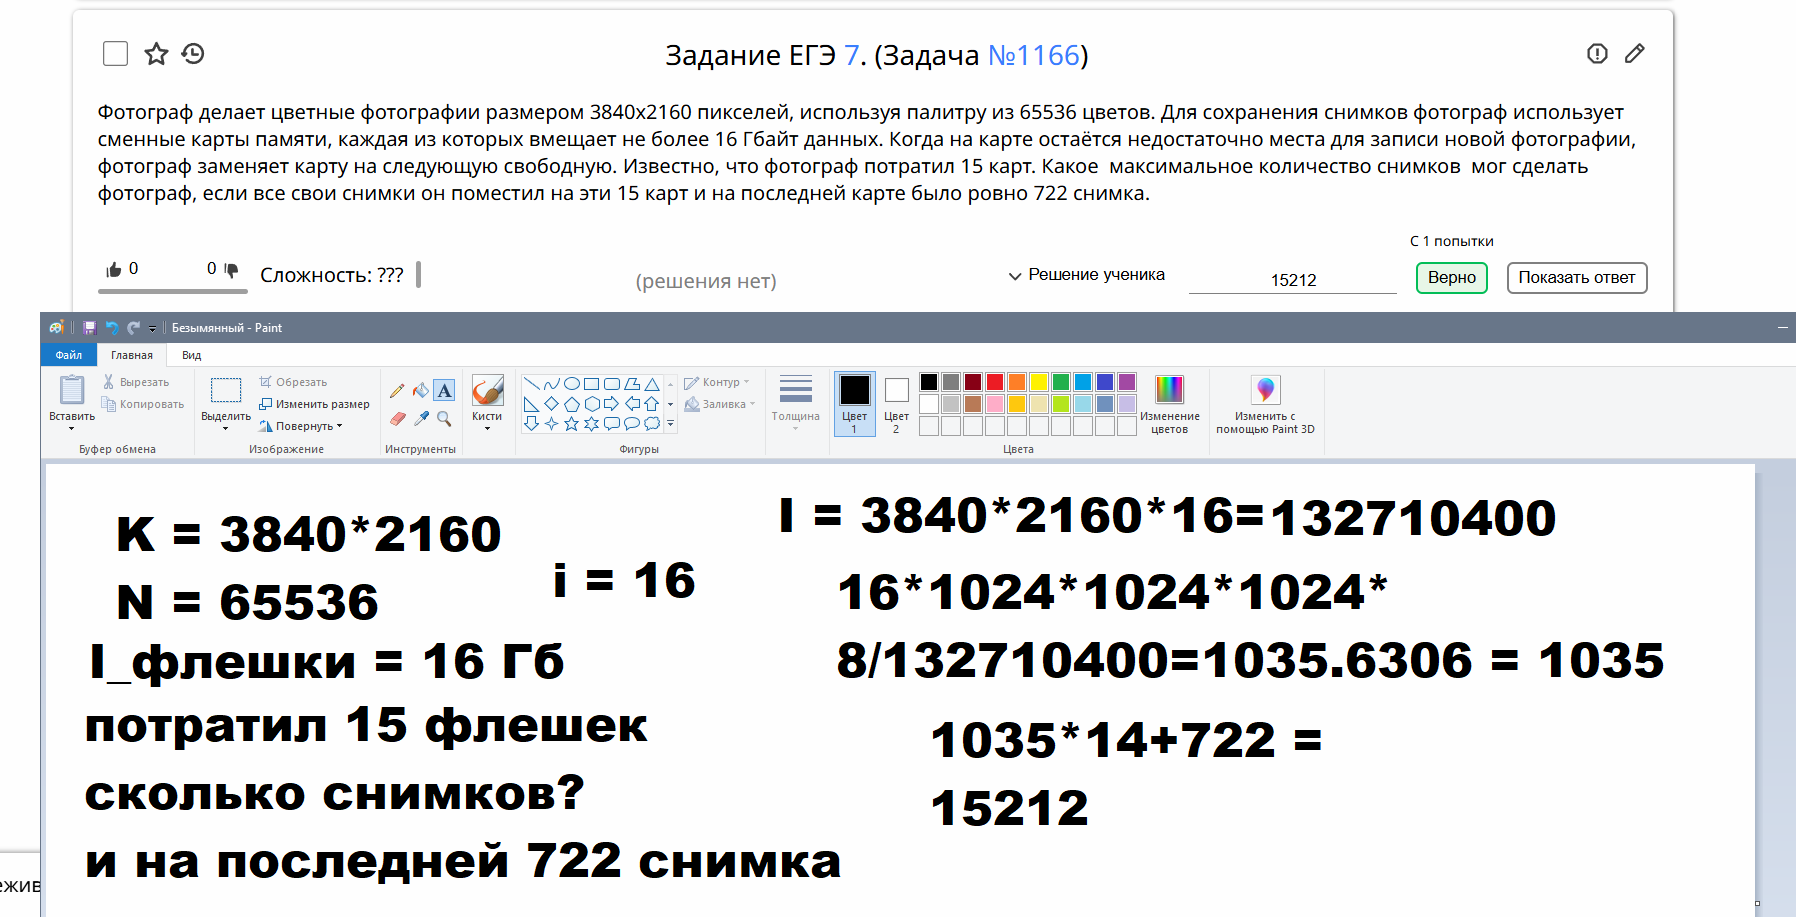 Задание ЕГЭ 7. (Задача №1166)
Фотограф делает цветные фотографии размером 3840x2160 пикселей, используя палитру из 65536 цветов. Для сохранения снимков фотограф использует
сменные карты памяти, каждая из которых вмещает не более 16 Гбайт данных. Когда на карте остаётся недостаточно места для записи новой фотографии,
фотограф заменяет карту на следующую свободную. Известно, что фотограф потратил 15 карт. Какое максимальное количество снимков мог сделать
фотограф, если все свои снимки он поместил на эти 15 карт и на последней карте было ровно 722 снимка.
С 1 попытки
0 0 Сложность: ??? (решения нет) Решение ученика 15212 Верно Показать ответ
Безымянный - Paint
Файл Главная Вид
Вставить
Вырезать
Копировать
Буфер обмена
Выделить
Обрезать
Изменить размер
Повернуть
Изображение
A
Инструменты
Кисти
Контур
Заливка
Фигуры
Толщина
Цвет
1
Цвет
2
Изменение
цветов
Цвета
Изменить с
помощью Paint 3D
K = 3840*2160
N = 65536
i = 16
I_флешки = 16 Гб
потратил 15 флешек
сколько снимков?
и на последней 722 снимка
I = 3840*2160*16=132710400
16*1024*1024*1024*
8/132710400=1035.6306 = 1035
1035*14+722 =
15212
ежив